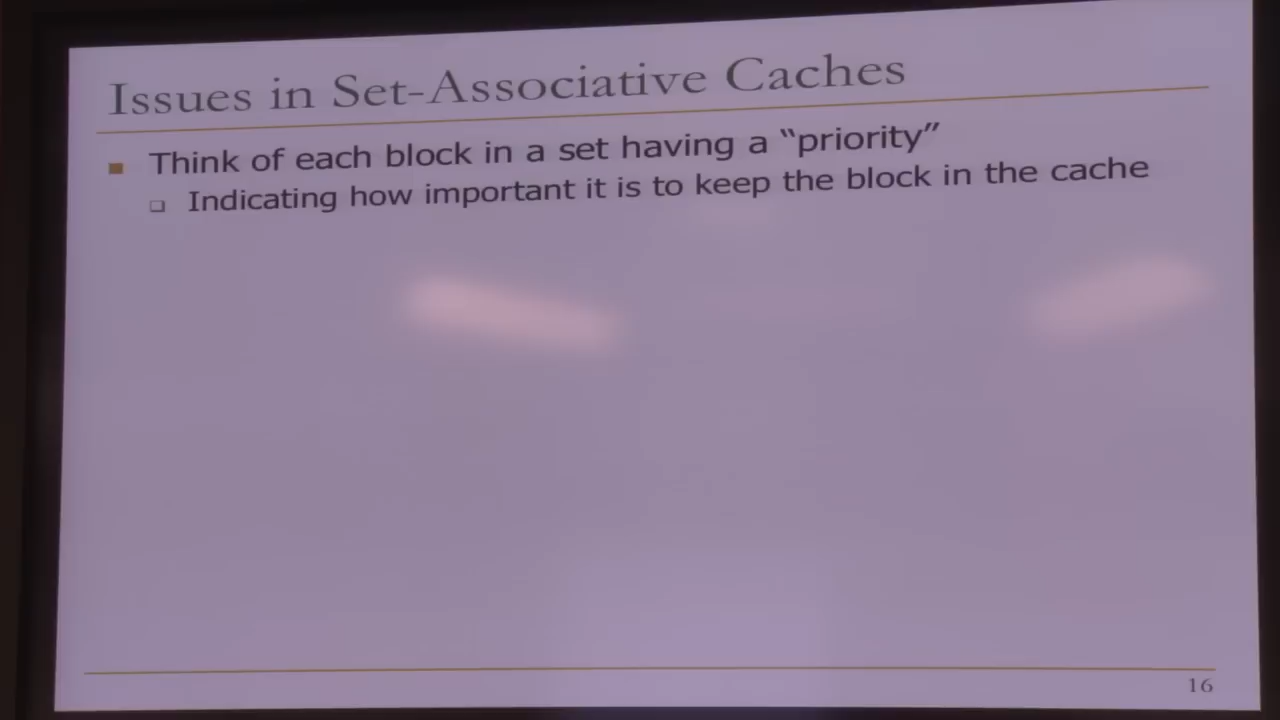 Issues in Set-Associative Caches
Think of each block in a set having a “priority”
Indicating how important it is to keep the block in the cache
16